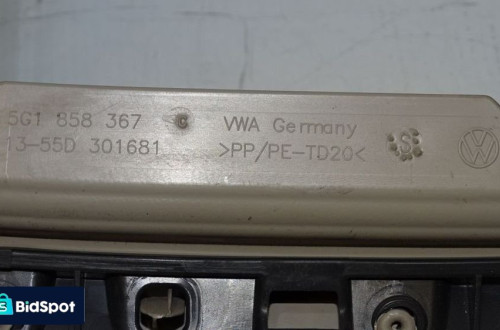 5G1 858 367 VWA Germany
13-55D 301681 >PP/PE-TD20<
S
BidSpot